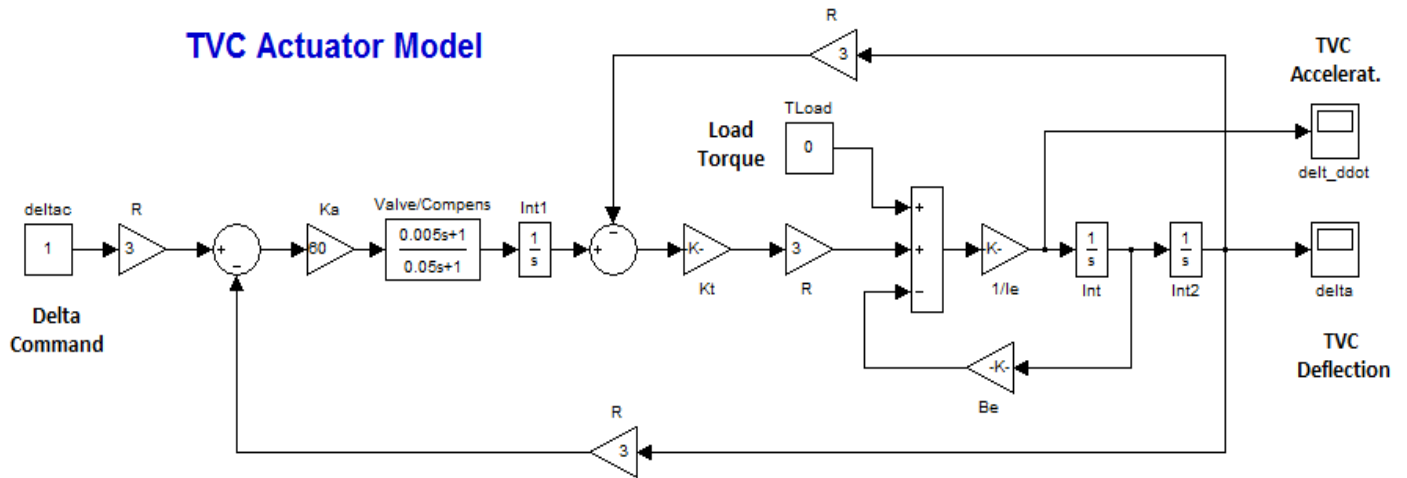 TVC Actuator Model
R
3
TVC
Accelerat.
TLoad
0
Load
Torque
delt_ddot
deltac
1
R
3
+
−
Ka
60
Valve/Compens
0.005s+1
0.05s+1
Int1
1
s
−
+
K-
Kt
3
R
+
+
−
K-
1/Ie
1
s
Int
1
s
Int2
delta
Delta
Command
-K-
Be
TVC
Deflection
R
3